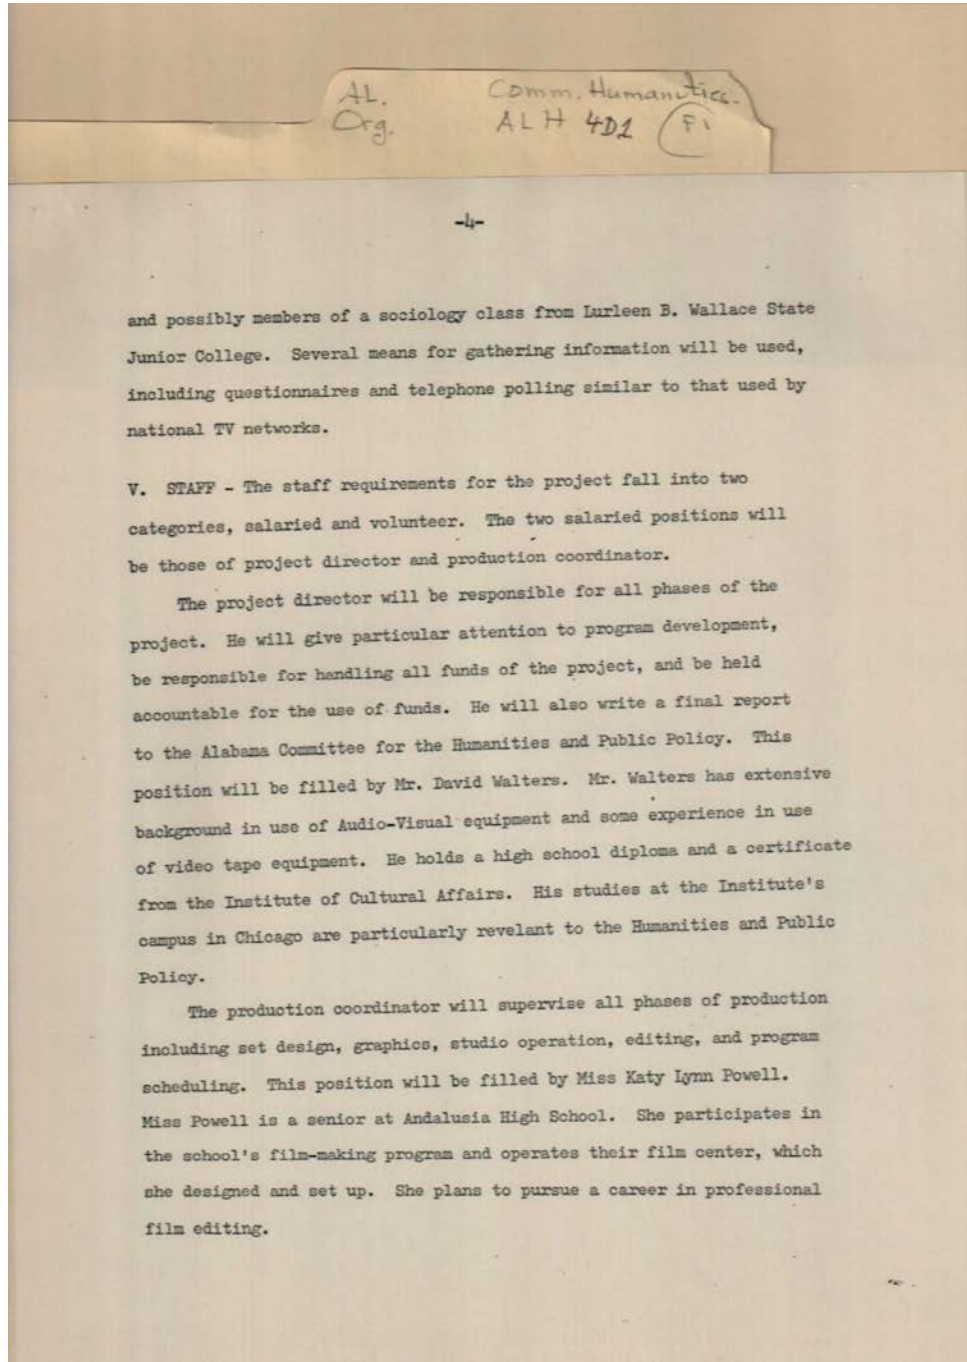 AL. Comm. Humanities.
Org. ALH 4D1 F1
-4-
and possibly members of a sociology class from Lurleen B. Wallace State
Junior College. Several means for gathering information will be used,
including questionnaires and telephone polling similar to that used by
national TV networks.
V. STAFF - The staff requirements for the project fall into two
categories, salaried and volunteer. The two salaried positions will
be those of project director and production coordinator.
The project director will be responsible for all phases of the
project. He will give particular attention to program development,
be responsible for handling all funds of the project, and be held
accountable for the use of funds. He will also write a final report
to the Alabama Committee for the Humanities and Public Policy. This
position will be filled by Mr. David Walters. Mr. Walters has extensive
background in use of Audio-Visual equipment and some experience in use
of video tape equipment. He holds a high school diploma and a certificate
from the Institute of Cultural Affairs. His studies at the Institute's
campus in Chicago are particularly revelant to the Humanities and Public
Policy.
The production coordinator will supervise all phases of production
including set design, graphics, studio operation, editing, and program
scheduling. This position will be filled by Miss Katy Lynn Powell.
Miss Powell is a senior at Andalusia High School. She participates in
the school's film-making program and operates their film center, which
she designed and set up. She plans to pursue a career in professional
film editing.